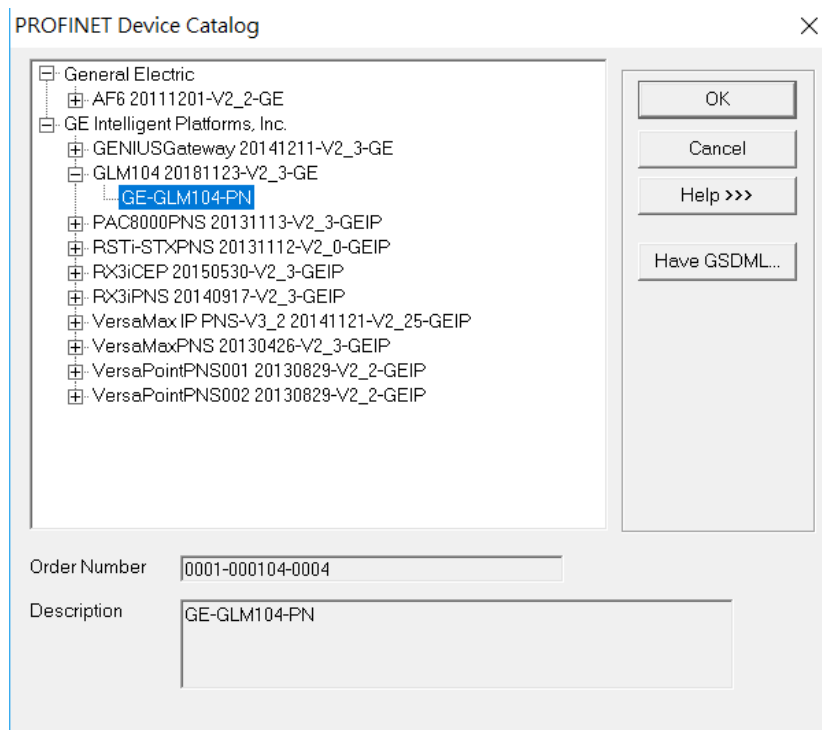 PROFINET Device Catalog
General Electric
AF6 20111201-V2_2-GE
GE Intelligent Platforms, Inc.
GENIUSGateway 20141211-V2_3-GE
GLM104 20181123-V2_3-GE
GE-GLM104-PN
PAC8000PNS 20131113-V2_3-GEIP
RSTi-STXPNS 20131112-V2_0-GEIP
RX3iCEP 20150530-V2_3-GEIP
RX3iPNS 20140917-V2_3-GEIP
VersaMax IP PNS-V3_2 20141121-V2_25-GEIP
VersaMaxPNS 20130426-V2_3-GEIP
VersaPointPNS001 20130829-V2_2-GEIP
VersaPointPNS002 20130829-V2_2-GEIP
OK
Cancel
Help >>>
Have GSDML...
Order Number 0001-000104-0004
Description GE-GLM104-PN